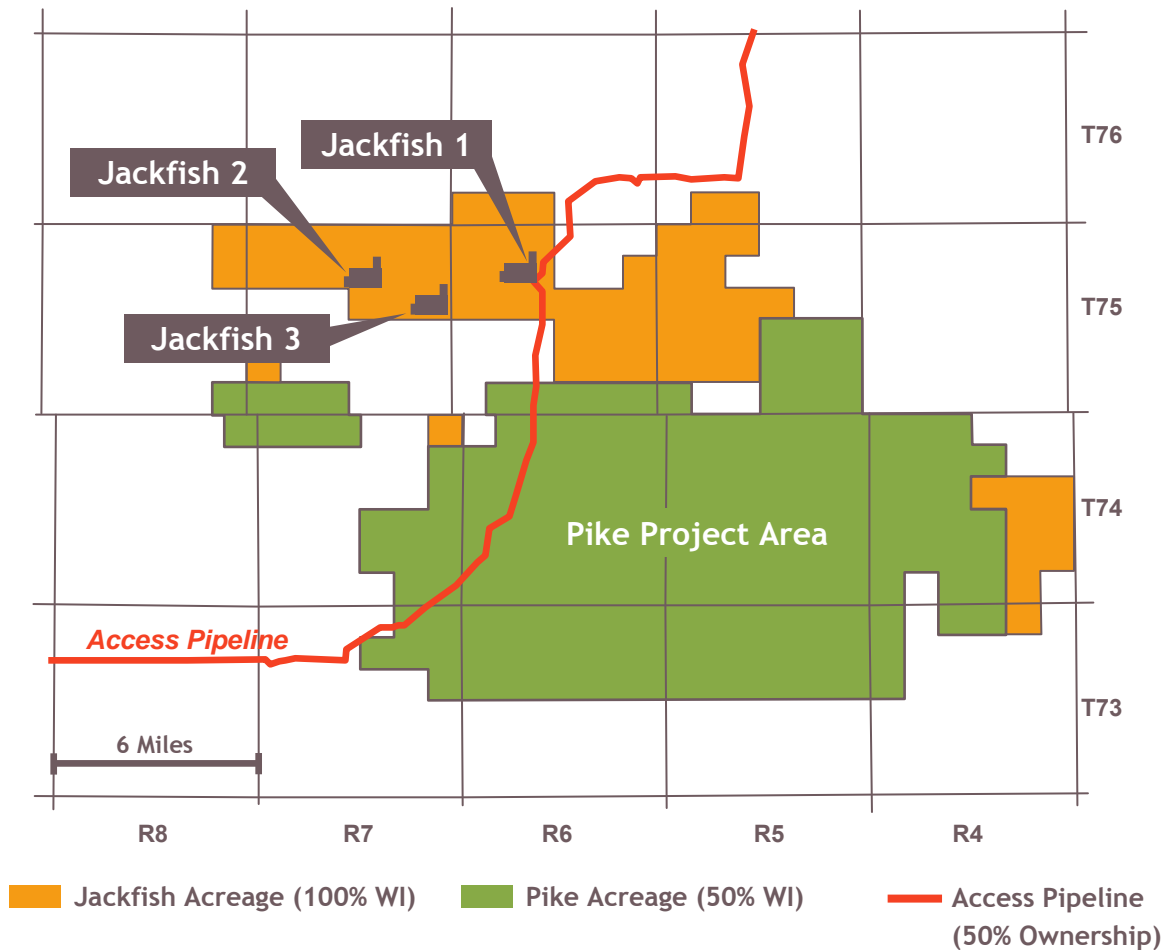 T76
Jackfish 1
Jackfish 2
T75
Jackfish 3
T74
Pike Project Area
Access Pipeline
T73
6 Miles
R8 R7 R6 R5 R4
Jackfish Acreage (100% WI) Pike Acreage (50% WI) Access Pipeline
(50% Ownership)